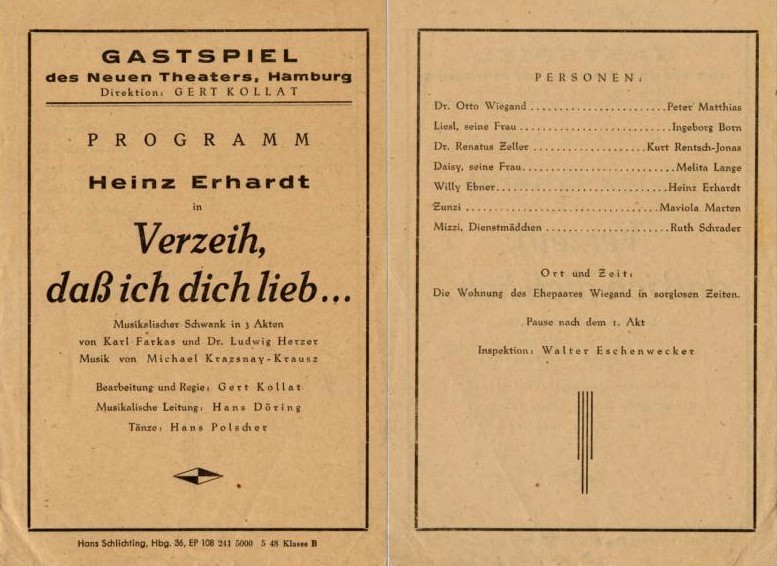 GASTSPIEL
des Neuen Theaters, Hamburg
Direktion: GERT KOLLAT
PROGRAMM
Heinz Erhardt
in
Verzeih,
daß ich dich lieb...
Musikalischer Schwank in 3 Akten
von Karl Farkas und Dr. Ludwig Herzer
Musik von Michael Krazsnay-Krausz
Bearbeitung und Regie: Gert Kollat
Musikalische Leitung: Hans Döring
Tänze: Hans Polscher
Hans Schlichting, Hbg. 36, EP 108 241 5000 5 48 Klasse B
PERSONEN:
Dr. Otto Wiegand ........................Peter Matthias
Liesl, seine Frau ..........................Ingeborg Born
Dr. Renatus Zeller ....................Kurt Rentsch-Jonas
Daisy, seine Frau...........................Melita Lange
Willy Ebner..............................Heinz Erhardt
Zunzi ..................................Maviola Marten
Mizzi, Dienstmädchen .....................Ruth Schrader
Ort und Zeit:
Die Wohnung des Ehepaares Wiegand in sorglosen Zeiten.
Pause nach dem 1. Akt
Inspektion: Walter Eschenwecker